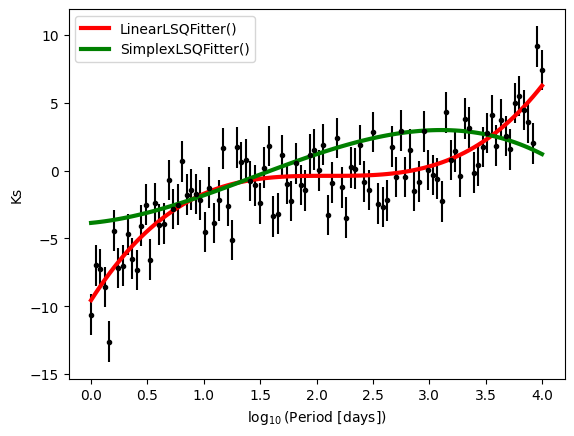 LinearLSQFitter()
SimplexLSQFitter()
10
5
0
−5
−10
−15
Ks
0.0 0.5 1.0 1.5 2.0 2.5 3.0 3.5 4.0
log₁₀(Period [days])